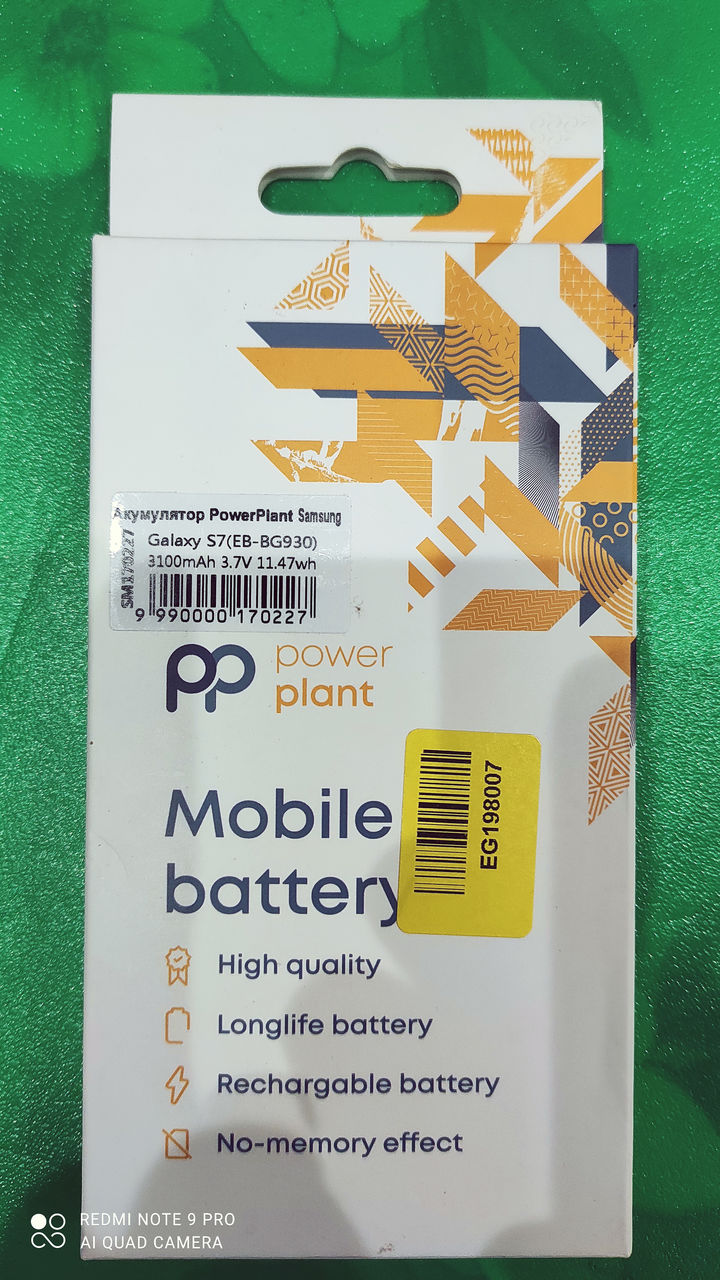 Акумулятор PowerPlant Samsung
Galaxy S7(EB-BG930)
3100mAh 3.7V 11.47wh
SM170227
9 990000 170227
power
plant
EG198007
Mobile
battery
High quality
Longlife battery
Rechargable battery
No-memory effect
REDMI NOTE 9 PRO
AI QUAD CAMERA